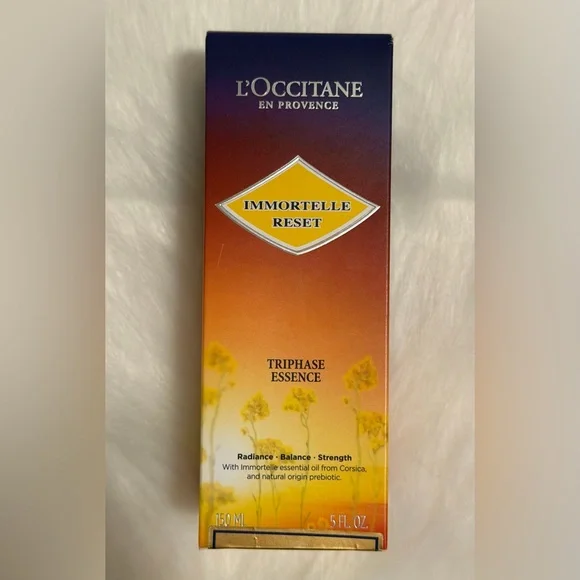 L'OCCITANE
EN PROVENCE
IMMORTELLE
RESET
TRIPHASE
ESSENCE
Radiance · Balance · Strength
With Immortelle essential oil from Corsica,
and natural origin prebiotic.
150 ML 5 FL. OZ.